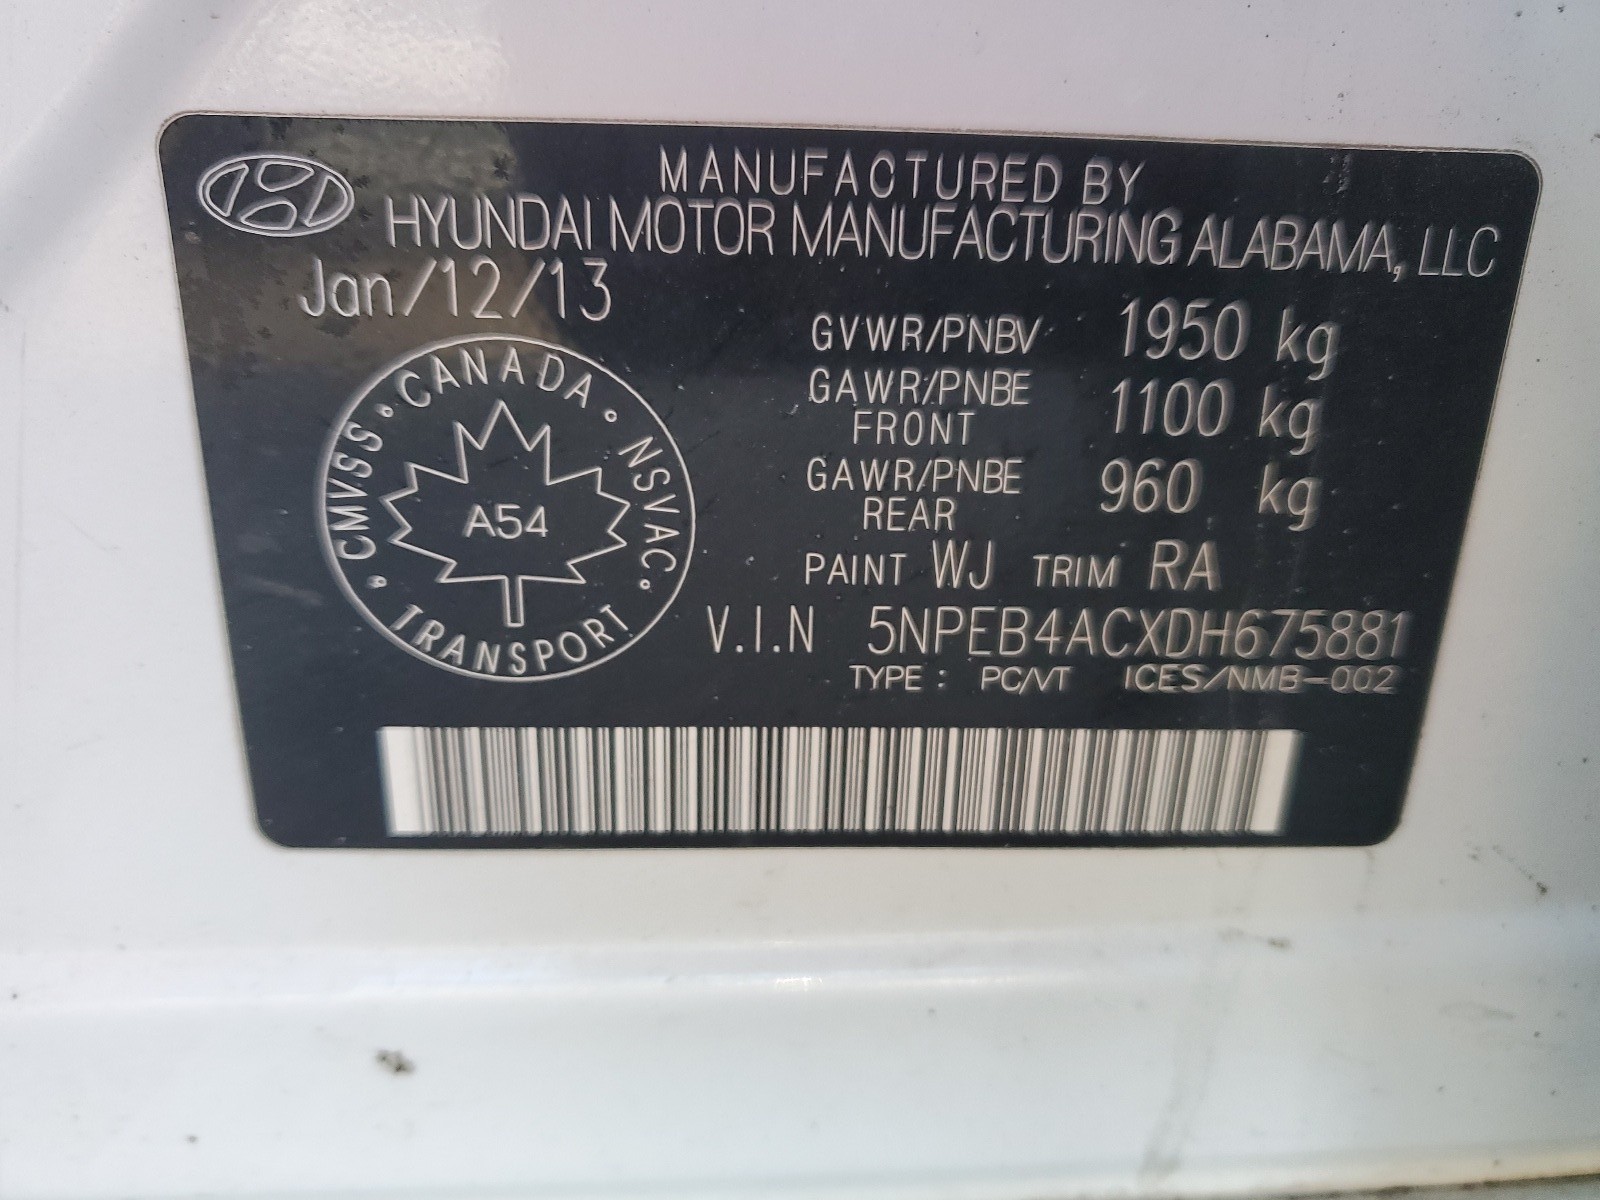 MANUFACTURED BY
HYUNDAI MOTOR MANUFACTURING ALABAMA, LLC
Jan/12/13
GVWR/PNBV 1950 kg
GAWR/PNBE FRONT 1100 kg
GAWR/PNBE REAR 960 kg
PAINT WJ TRIM RA
V.I.N 5NPEB4ACXDH675881
TYPE : PC/VT ICES/NMB-002
CMVSS • CANADA • NSVAC • TRANSPORT •
A54